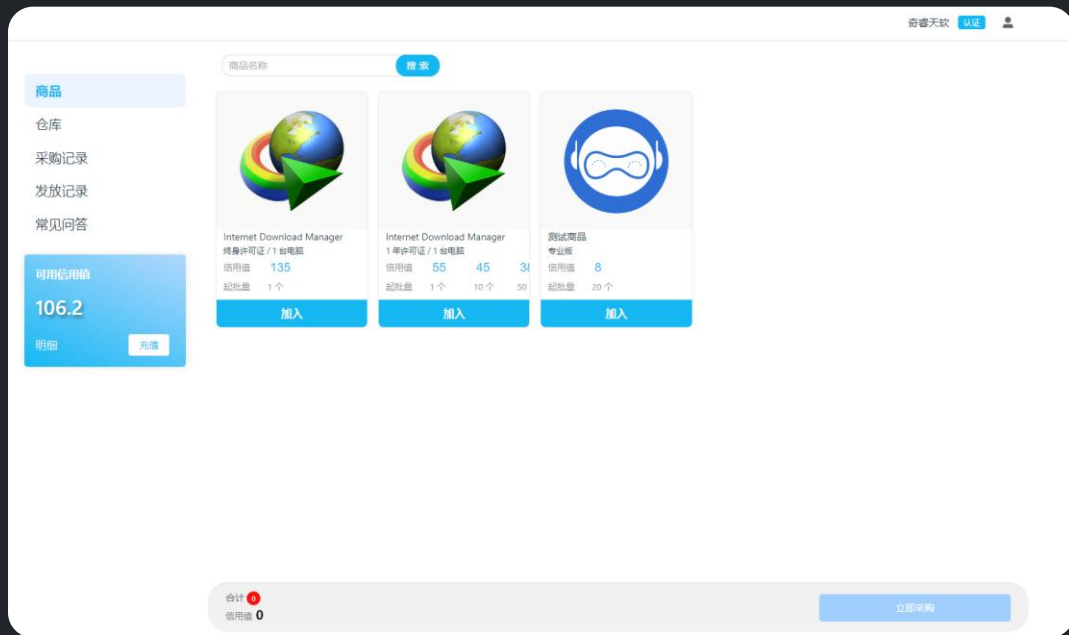 奇睿天软 认证
商品
仓库
采购记录
发放记录
常见问答
可用信用值
106.2
明细 充值
商品名称 搜索
Internet Download Manager
终身许可证 / 1 台电脑
信用值 135
起批量 1 个
加入
Internet Download Manager
1 年许可证 / 1 台电脑
信用值 55 45 38
起批量 1 个 10 个 50
加入
测试商品
专业版
信用值 8
起批量 20 个
加入
合计 0
信用值 0
立即采购